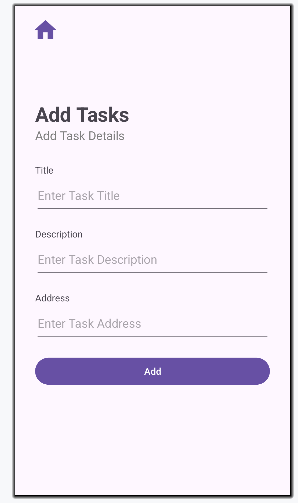 Add Tasks
Add Task Details
Title
Enter Task Title
Description
Enter Task Description
Address
Enter Task Address
Add